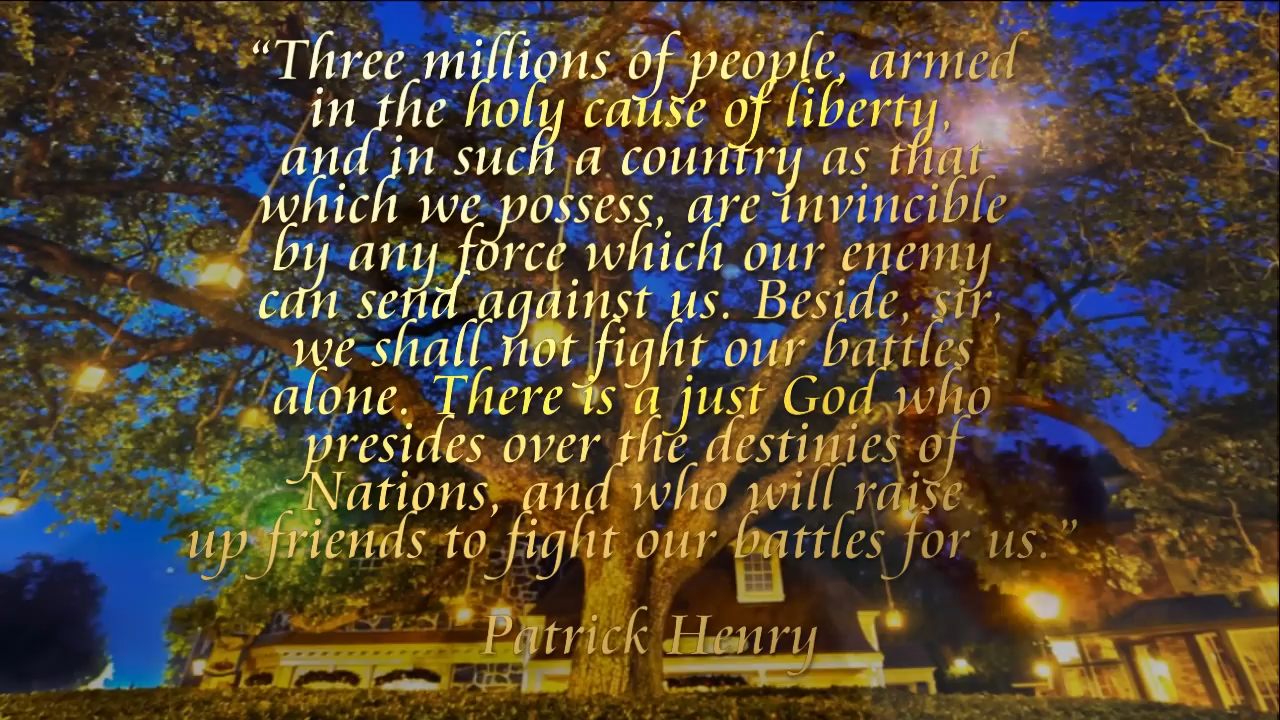 “Three millions of people, armed
in the holy cause of liberty,
and in such a country as that
which we possess, are invincible
by any force which our enemy
can send against us. Beside, sir,
we shall not fight our battles
alone. There is a just God who
presides over the destinies of
Nations, and who will raise
up friends to fight our battles for us.”
Patrick Henry